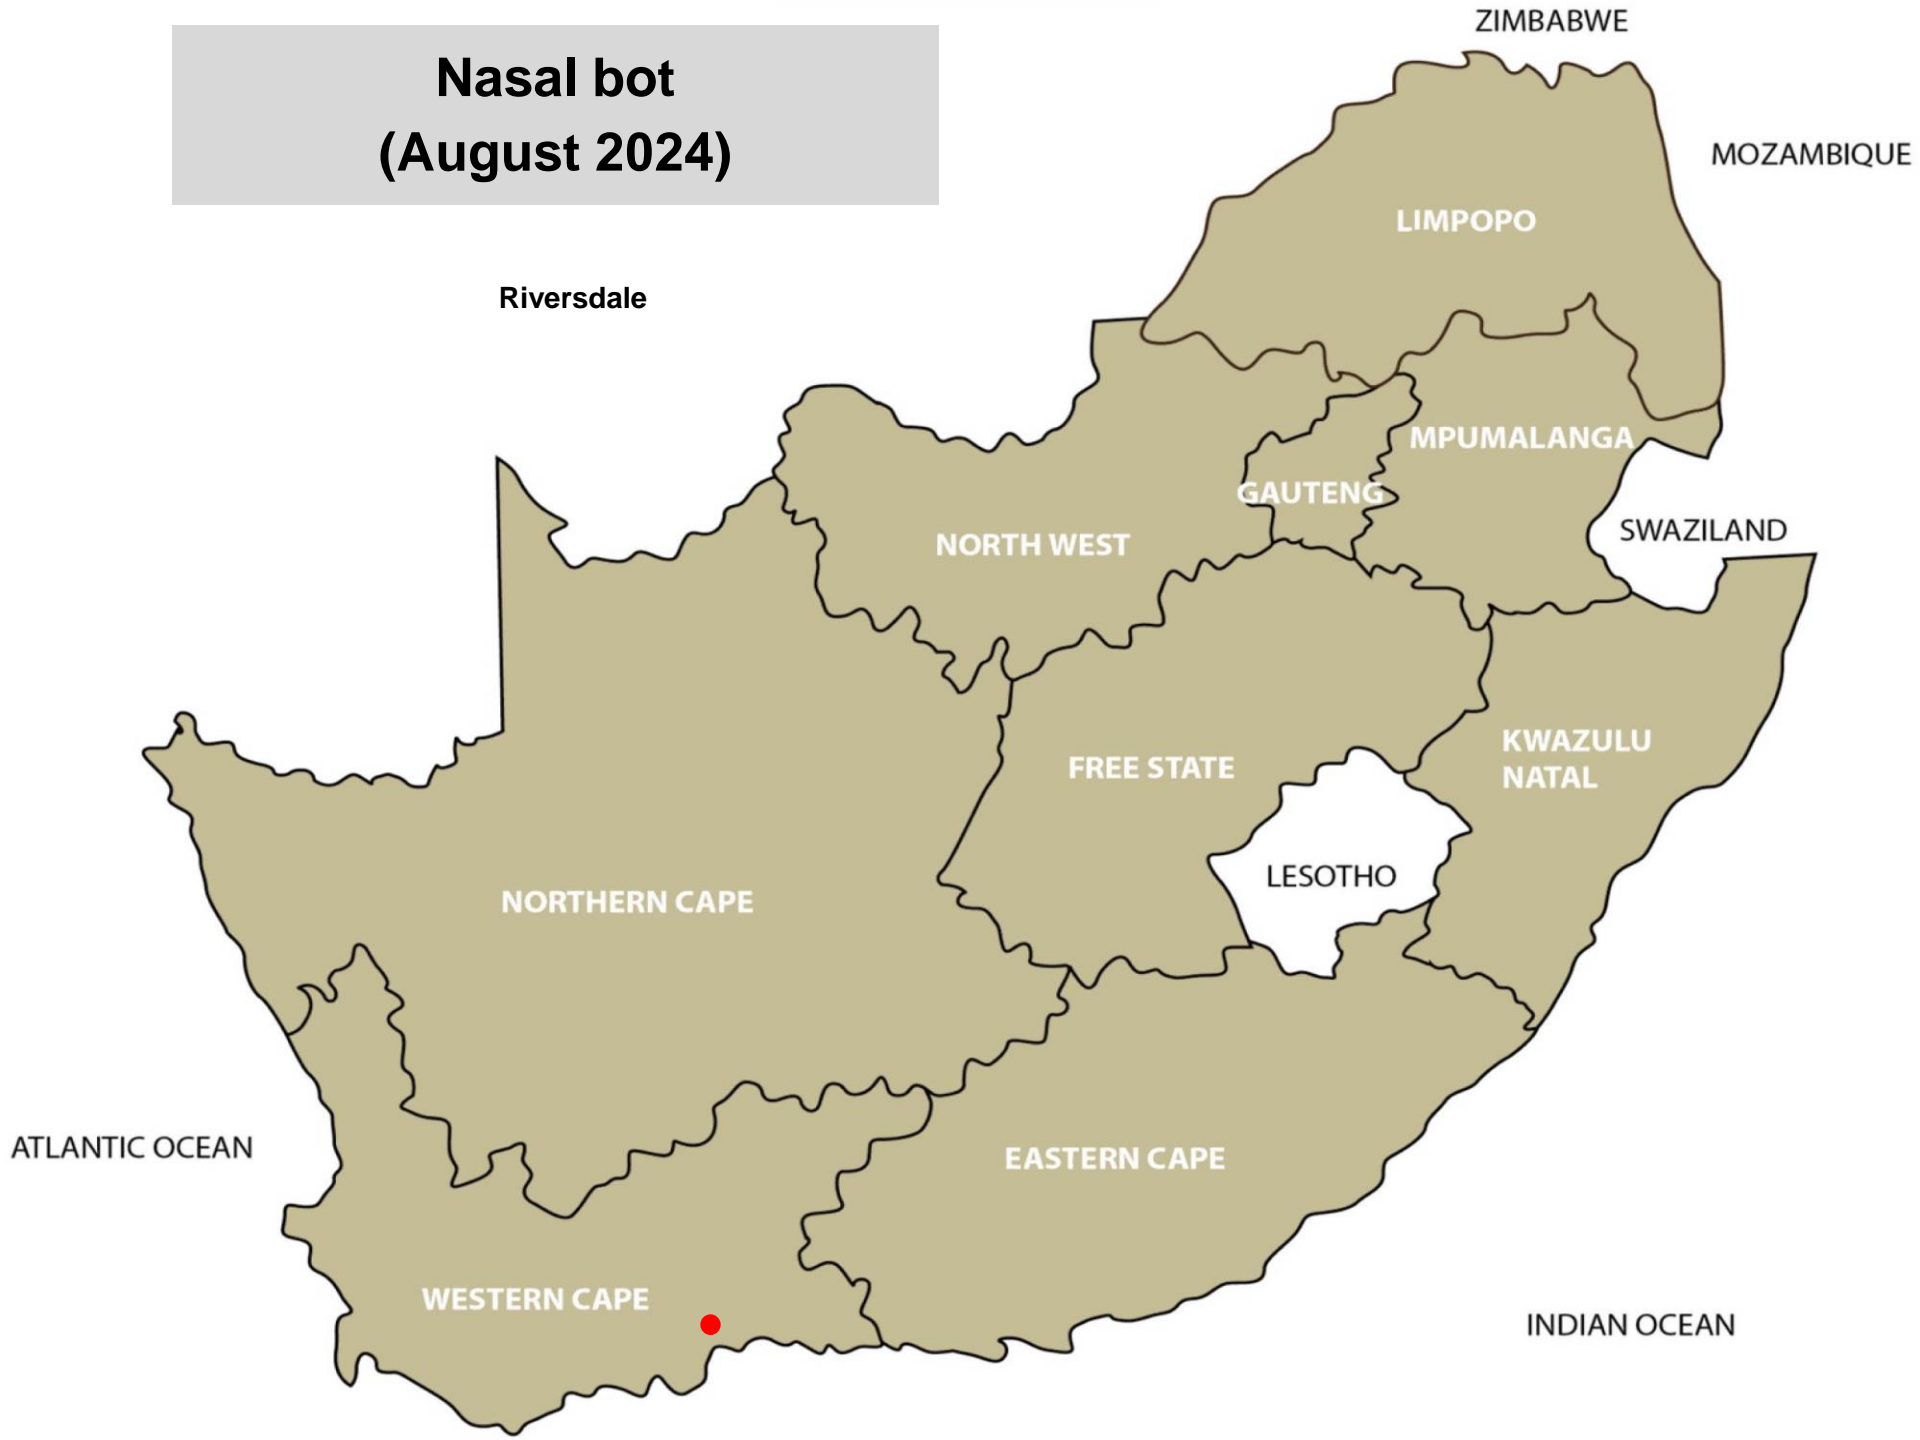 ZIMBABWE
Nasal bot
(August 2024)
MOZAMBIQUE
LIMPOPO
Riversdale
MPUMALANGA
GAUTENG
SWAZILAND
NORTH WEST
KWAZULU
NATAL
FREE STATE
LESOTHO
NORTHERN CAPE
ATLANTIC OCEAN
EASTERN CAPE
WESTERN CAPE
INDIAN OCEAN